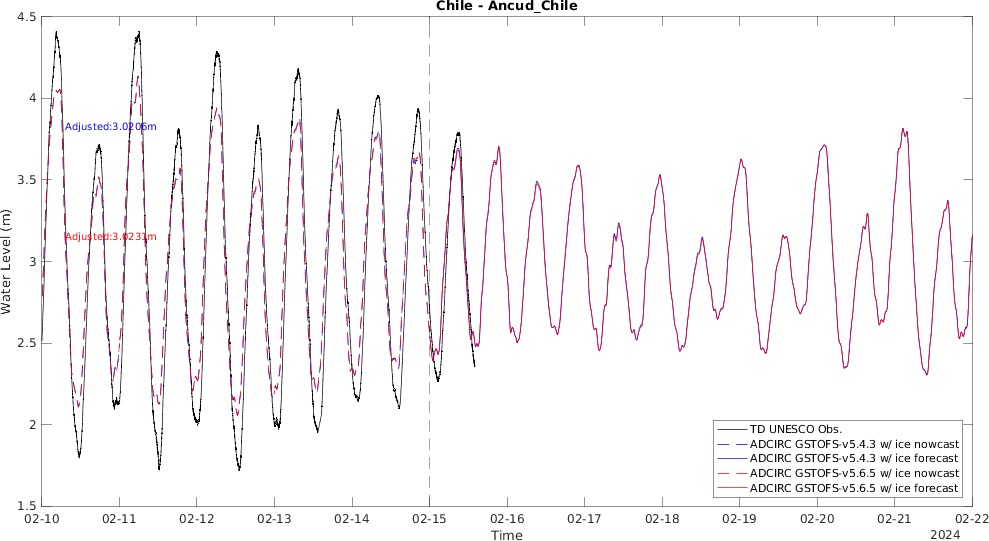 Chile - Ancud_Chile
4.5
4
3.5
3
2.5
2
1.5
Water Level (m)
Adjusted:3.0206m
Adjusted:3.0231m
TD UNESCO Obs.
ADCIRC GSTOFS-v5.4.3 w/ ice nowcast
ADCIRC GSTOFS-v5.4.3 w/ ice forecast
ADCIRC GSTOFS-v5.6.5 w/ ice nowcast
ADCIRC GSTOFS-v5.6.5 w/ ice forecast
02-10 02-11 02-12 02-13 02-14 02-15 02-16 02-17 02-18 02-19 02-20 02-21 02-22
Time
2024